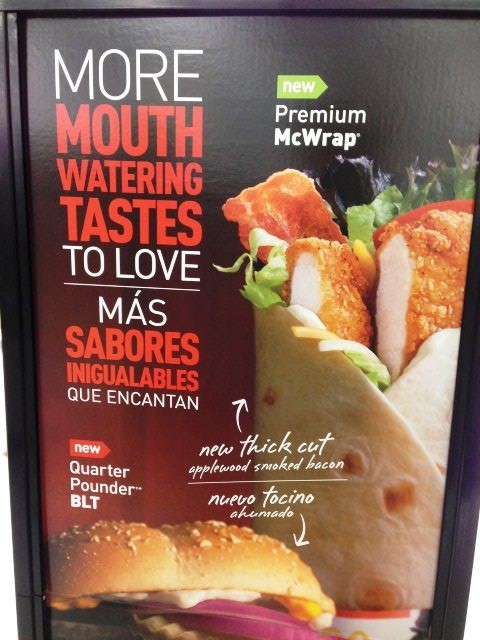 MORE
MOUTH
WATERING
TASTES
TO LOVE
MÁS
SABORES
INIGUALABLES
QUE ENCANTAN
new
Premium
McWrap®
new thick cut
applewood smoked bacon
nuevo tocino
ahumado
new
Quarter
Pounder™
BLT